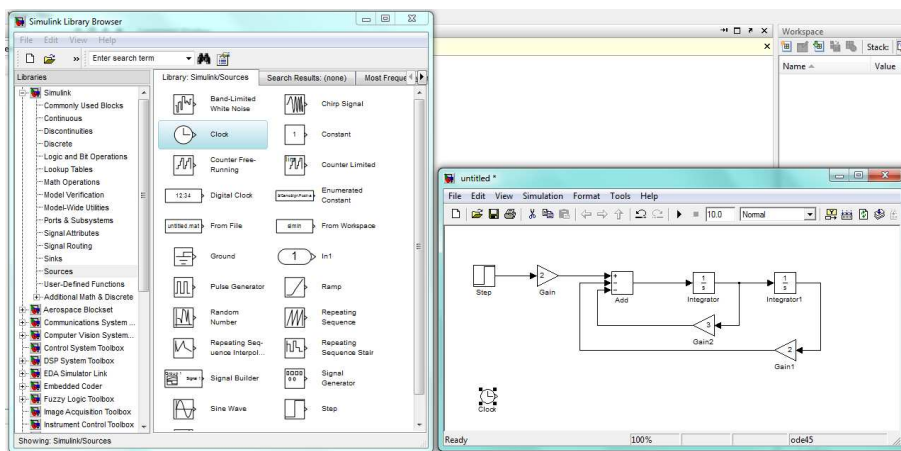 Simulink Library Browser
File Edit View Help
» Enter search term
Libraries
Library: Simulink/Sources Search Results: (none) Most Freque
Simulink
Commonly Used Blocks
Continuous
Discontinuities
Discrete
Logic and Bit Operations
Lookup Tables
Math Operations
Model Verification
Model-Wide Utilities
Ports & Subsystems
Signal Attributes
Signal Routing
Sinks
Sources
User-Defined Functions
Additional Math & Discrete
Aerospace Blockset
Communications System ...
Computer Vision System...
Control System Toolbox
DSP System Toolbox
EDA Simulator Link
Embedded Coder
Fuzzy Logic Toolbox
Image Acquisition Toolbox
Instrument Control Toolbox
Band-Limited
White Noise
Chirp Signal
Clock
1 Constant
Counter Free-
Running
Counter Limited
12:34 Digital Clock
Enumerated
Constant
untitled.mat From File
simin From Workspace
Ground
1 In1
Pulse Generator
Ramp
Random
Number
Repeating
Sequence
Repeating Seq-
uence Interpol...
Repeating
Sequence Stair
Signal Builder
Signal
Generator
Sine Wave
Step
Showing: Simulink/Sources
Workspace
Stack:
Name Value
untitled *
File Edit View Simulation Format Tools Help
10.0 Normal
Step
2
Gain
+
−
−
Add
1
s
Integrator
1
s
Integrator1
3
Gain2
2
Gain1
Clock
Ready 100% ode45